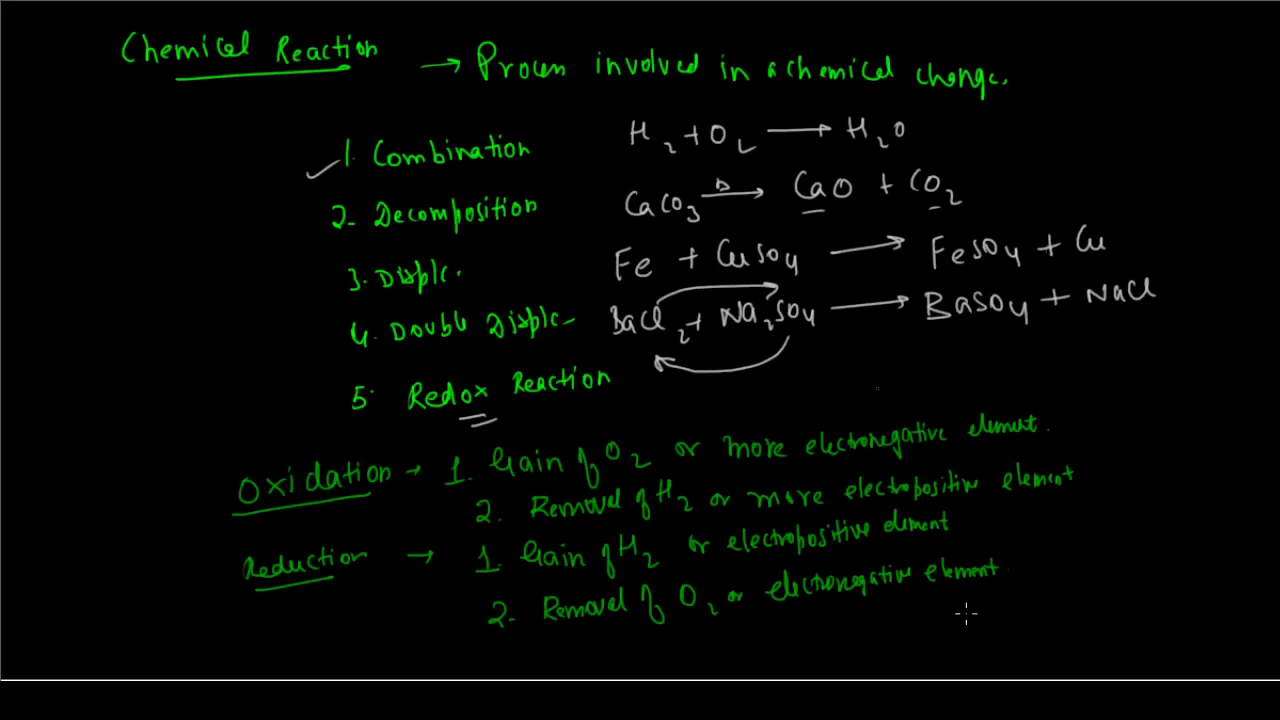 Chemical Reaction → Process involved in a chemical change.
1. Combination H2 + O2 → H2O
2. Decomposition CaCO3 →Δ CaO + CO2
3. Displc. Fe + CuSO4 → FeSO4 + Cu
4. Double Displc- BaCl2 + Na2SO4 → BaSO4 + NaCl
5. Redox Reaction
Oxidation → 1. Gain of O2 or more electronegative element.
2. Removal of H2 or more electropositive element
Reduction → 1. Gain of H2 or electropositive element
2. Removal of O2 or electronegative element.